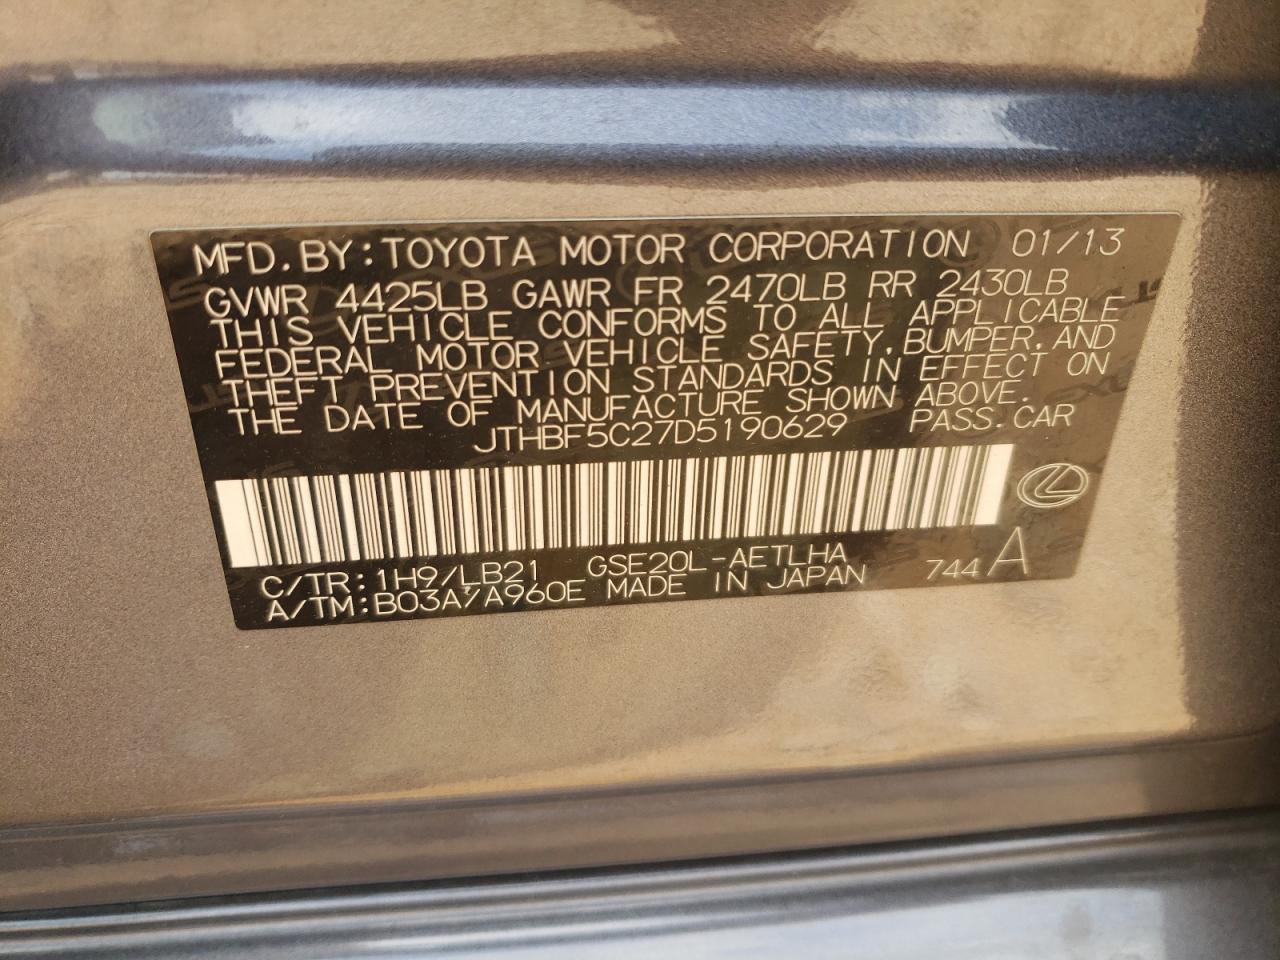 MFD.BY:TOYOTA MOTOR CORPORATION 01/13
GVWR 4425LB GAWR FR 2470LB RR 2430LB
THIS VEHICLE CONFORMS TO ALL APPLICABLE
FEDERAL MOTOR VEHICLE SAFETY,BUMPER,AND
THEFT PREVENTION STANDARDS IN EFFECT ON
THE DATE OF MANUFACTURE SHOWN ABOVE.
JTHBF5C27D5190629 PASS.CAR
C/TR:1H9/LB21 GSE20L-AETLHA
A/TM:B03A/A960E MADE IN JAPAN 744 A